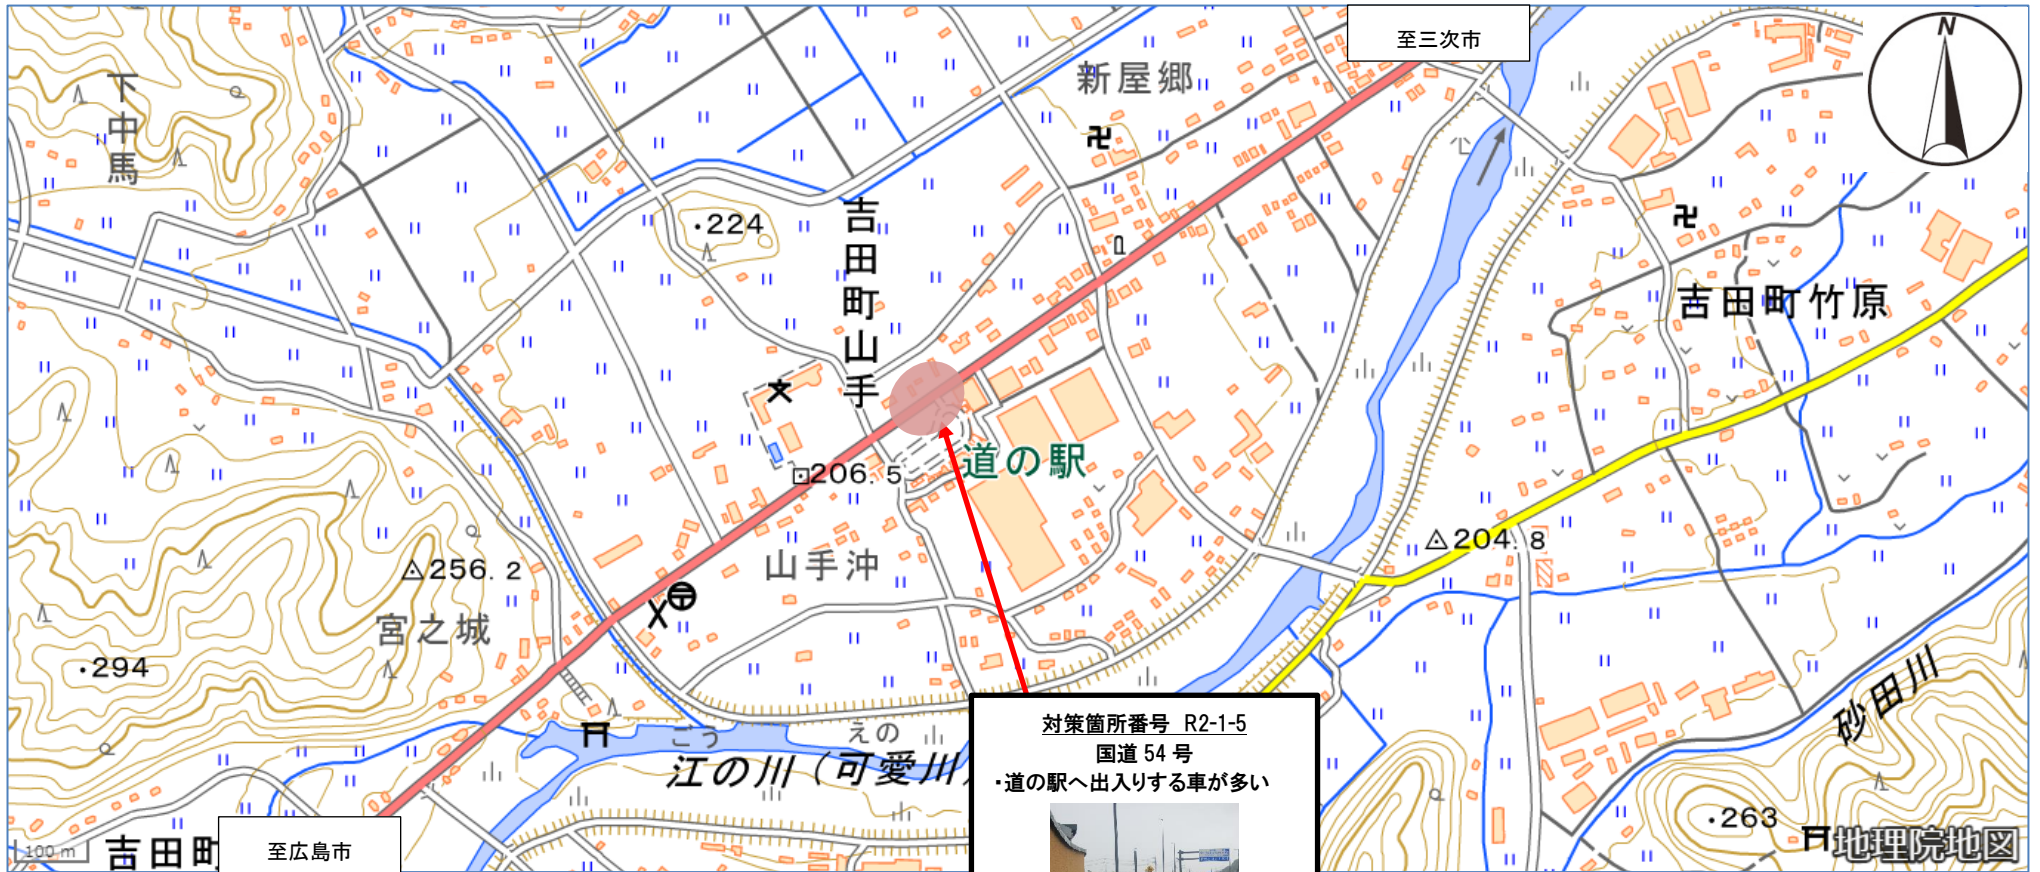 至三次市
N
新屋郷
下中馬
・224
吉田町山手
吉田町竹原
道の駅
206.5
204.8
山手沖
256.2
宮之城
・294
対策箇所番号 R2-1-5
国道 54 号
・道の駅へ出入りする車が多い
ごう
えの
江の川(可愛川)
砂田川
・263
地理院地図
100 m
吉田町
至広島市